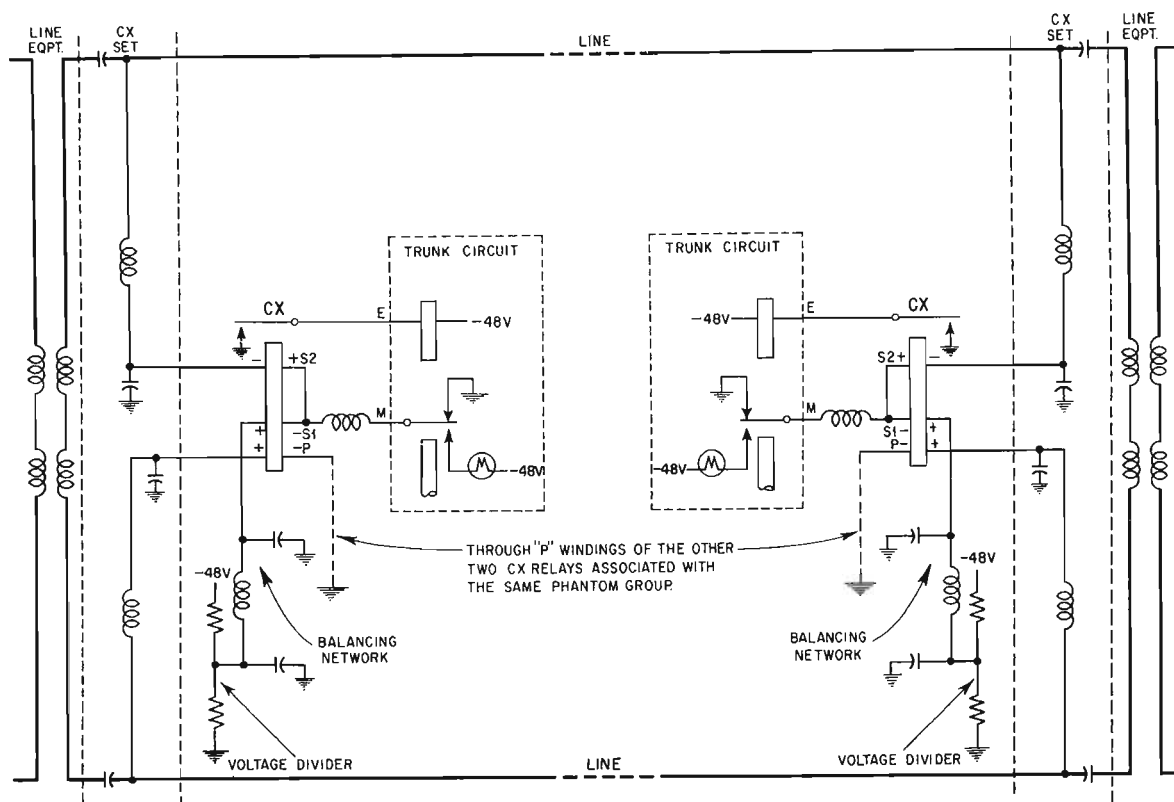 LINE
EQPT.
CX
SET
LINE
CX
SET
LINE
EQPT.
TRUNK CIRCUIT
TRUNK CIRCUIT
CX
E
-48V
-48V
E
CX
-
+S2
S2+
-
M
M
+
-S1
S1-
+
+
-P
P-
+
-48V
-48V
THROUGH "P" WINDINGS OF THE OTHER
TWO CX RELAYS ASSOCIATED WITH
THE SAME PHANTOM GROUP.
-48V
-48V
BALANCING
NETWORK
BALANCING
NETWORK
VOLTAGE DIVIDER
LINE
VOLTAGE DIVIDER